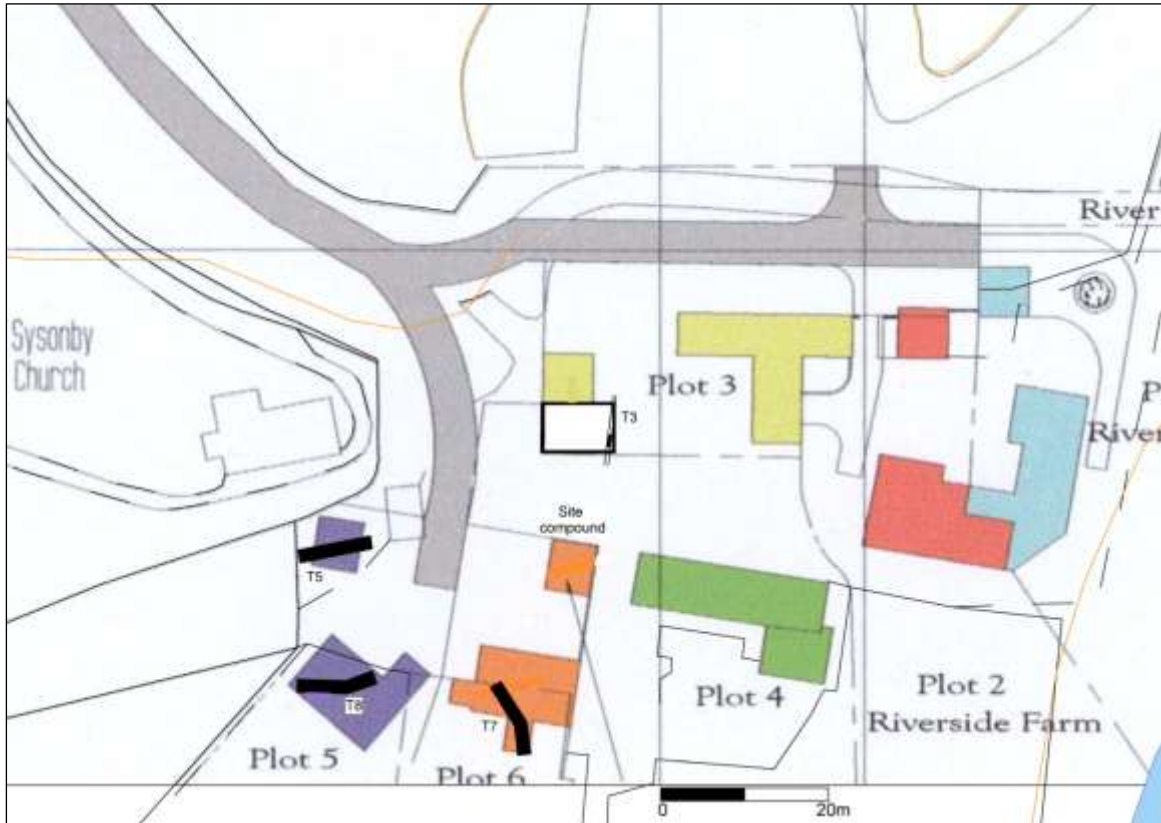 River
Sysonby
Church
Plot 3
T3
P
River
Site
compound
T5
T8
T7
Plot 5
Plot 6
Plot 4
Plot 2
Riverside Farm
0
20m